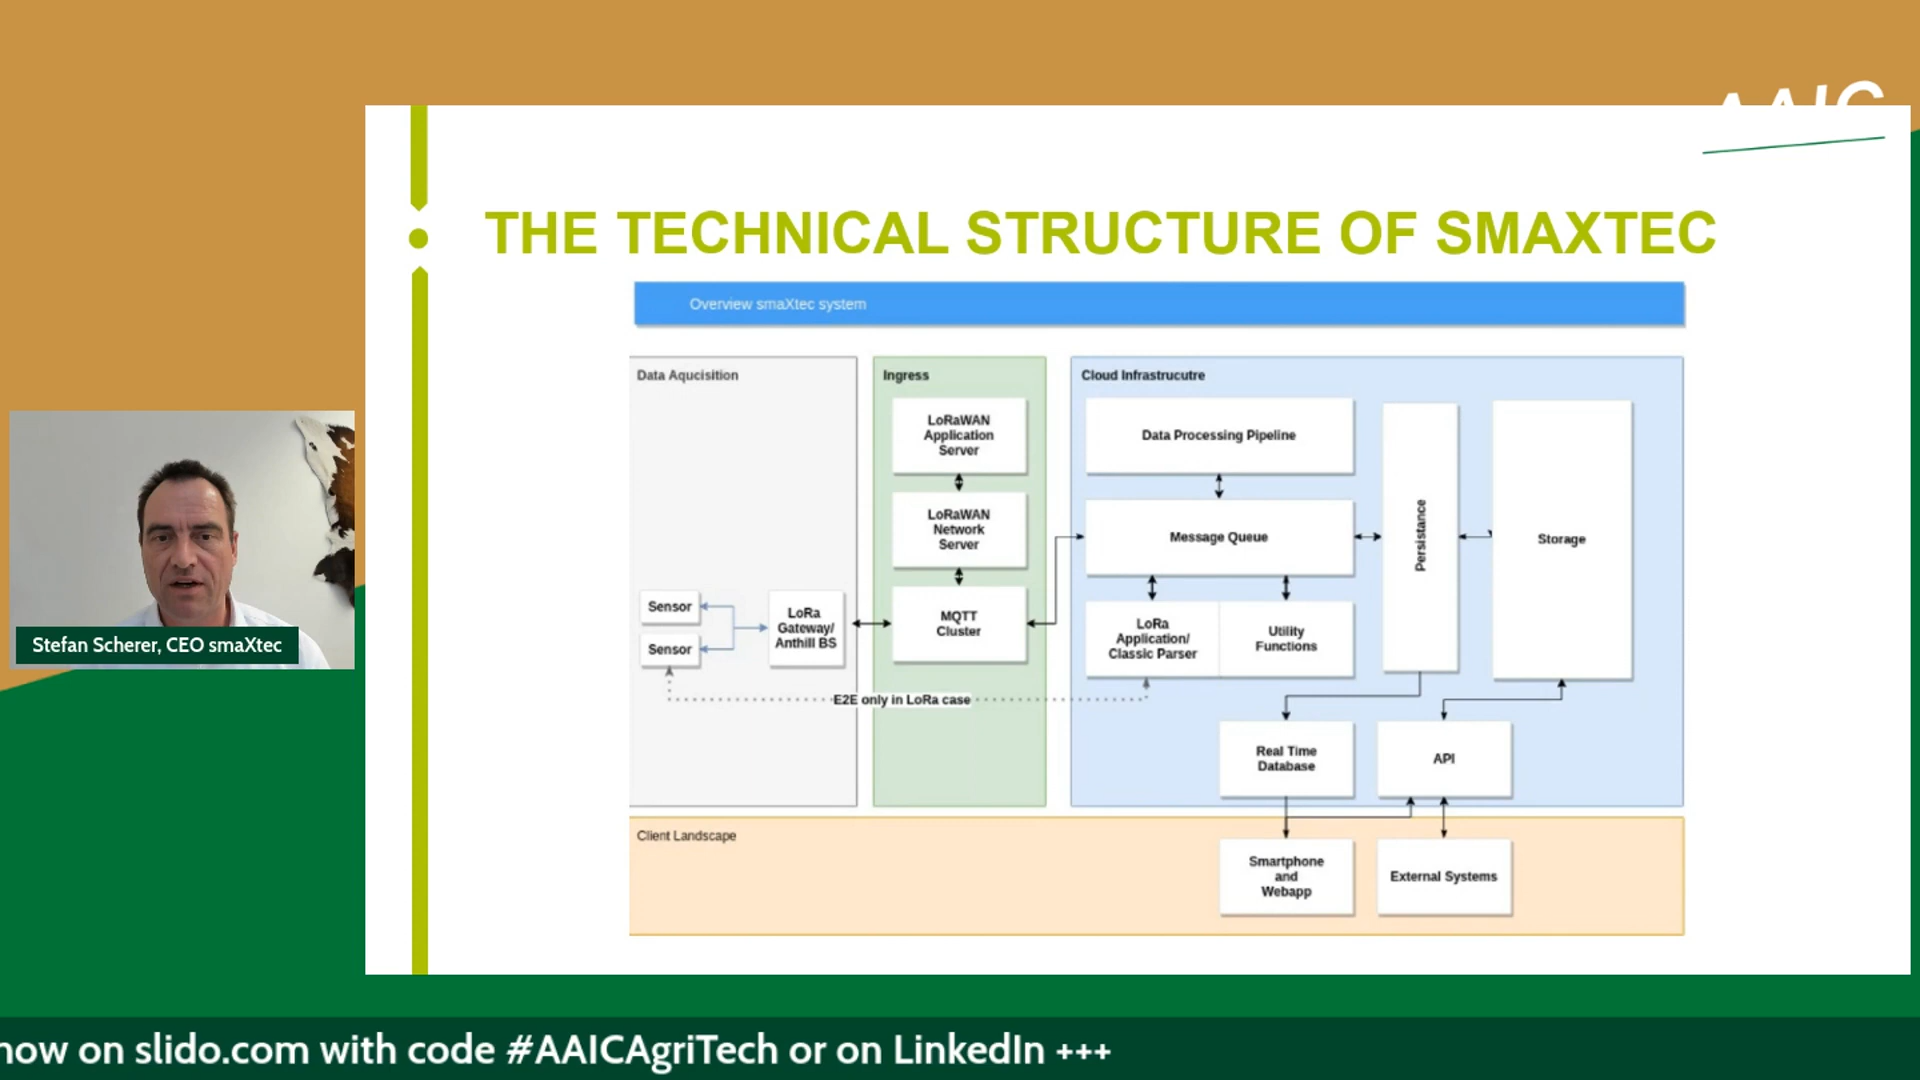 AAIC
THE TECHNICAL STRUCTURE OF SMAXTEC
Overview smaXtec system
Data Aqucisition
Ingress
Cloud Infrastrucutre
LoRaWAN
Application
Server
LoRaWAN
Network
Server
MQTT
Cluster
Sensor
Sensor
LoRa
Gateway/
Anthill BS
E2E only in LoRa case
Data Processing Pipeline
Message Queue
LoRa
Application/
Classic Parser
Utility
Functions
Persistance
Storage
Real Time
Database
API
Client Landscape
Smartphone
and
Webapp
External Systems
Stefan Scherer, CEO smaXtec
now on slido.com with code #AAICAgriTech or on LinkedIn +++